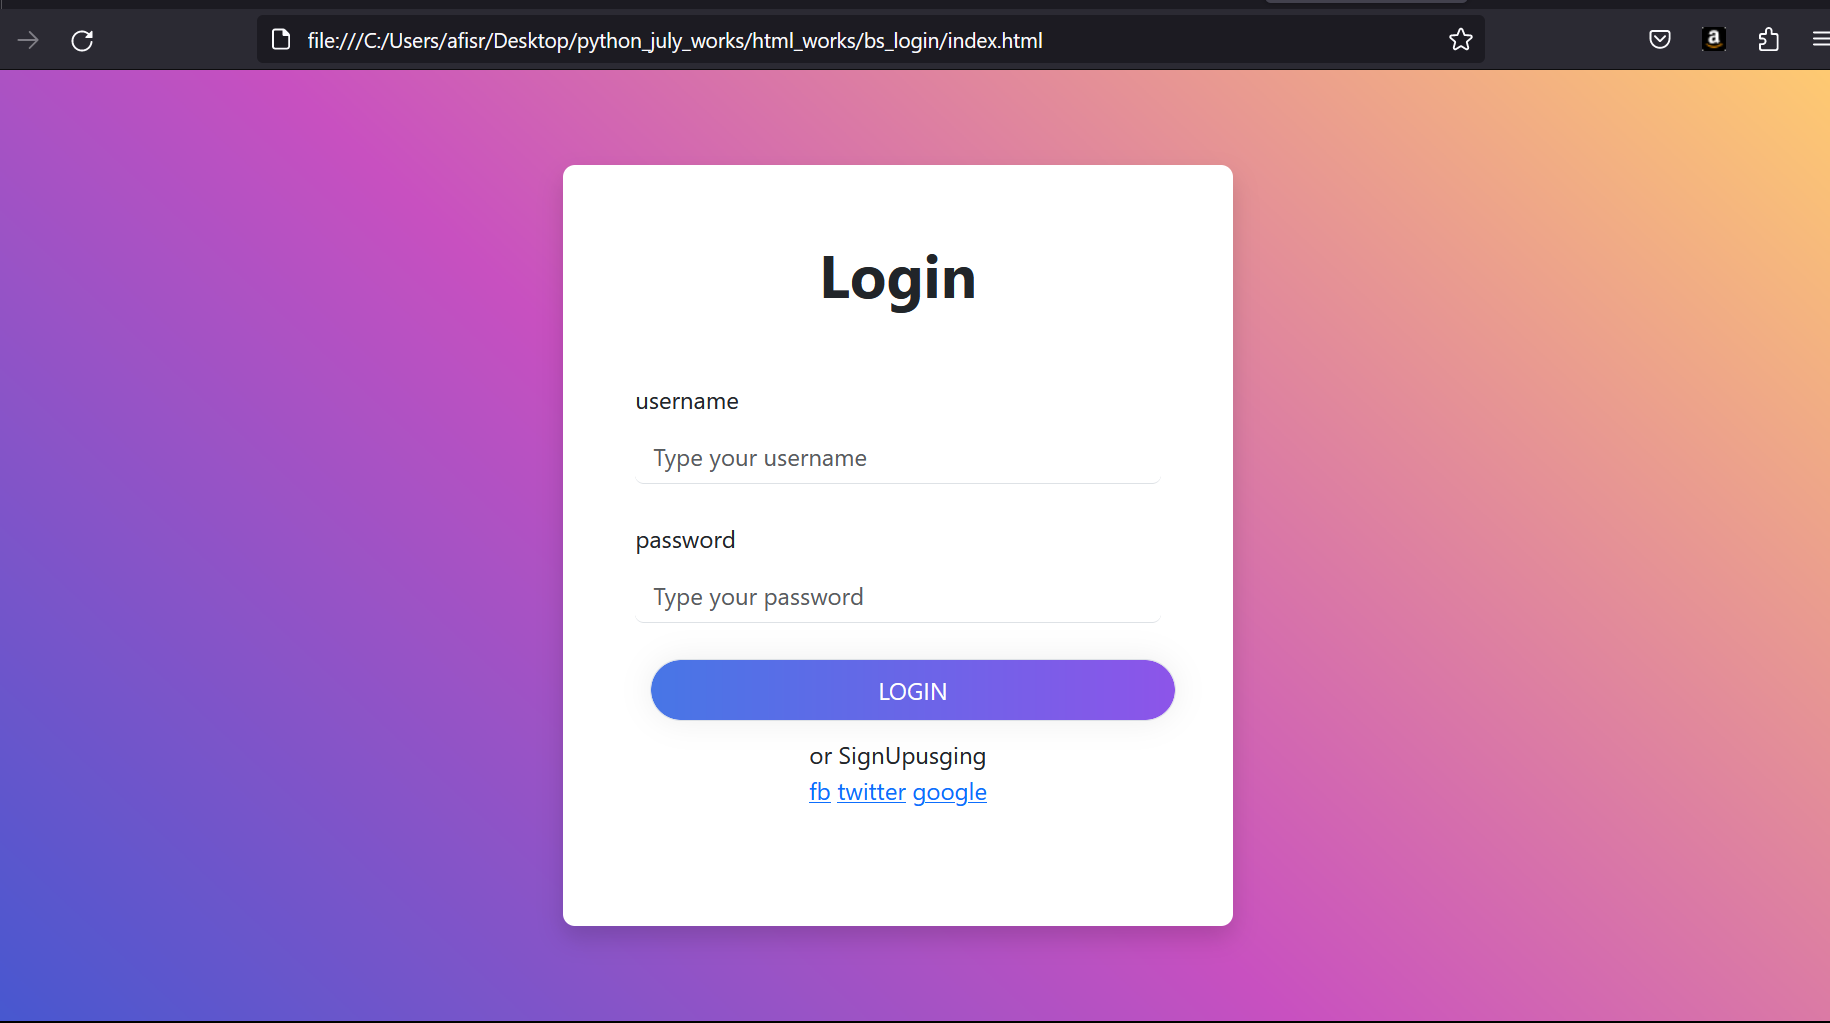 file:///C:/Users/afisr/Desktop/python_july_works/html_works/bs_login/index.html
a
Login
username
Type your username
password
Type your password
LOGIN
or SignUpusging
fb twitter google